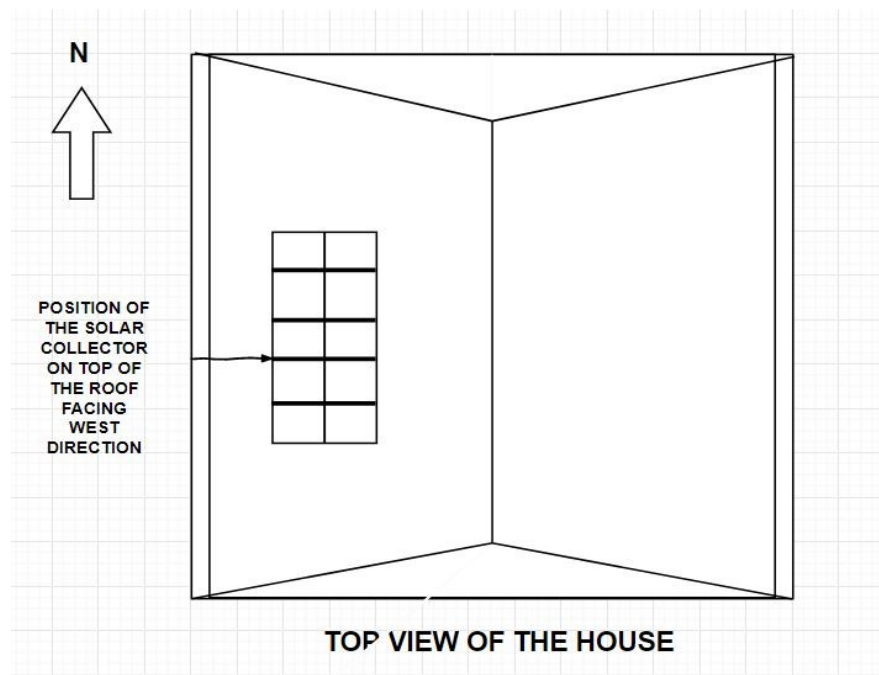 N
POSITION OF
THE SOLAR
COLLECTOR
ON TOP OF
THE ROOF
FACING
WEST
DIRECTION
TOP VIEW OF THE HOUSE